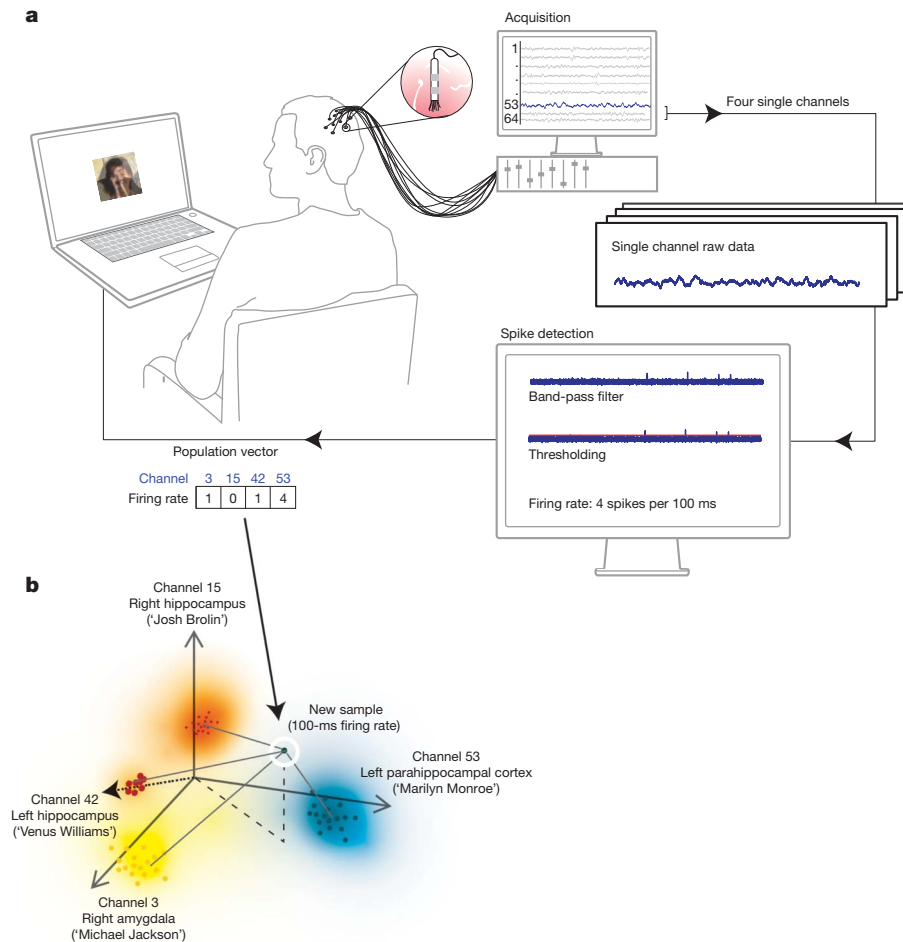 a
Acquisition
1
.
.
.
.
53
64
Four single channels
Single channel raw data
Spike detection
Band-pass filter
Thresholding
Firing rate: 4 spikes per 100 ms
Population vector
Channel 3 15 42 53
Firing rate 1 0 1 4
b
Channel 15
Right hippocampus
(‘Josh Brolin’)
New sample
(100-ms firing rate)
Channel 53
Left parahippocampal cortex
(‘Marilyn Monroe’)
Channel 42
Left hippocampus
(‘Venus Williams’)
Channel 3
Right amygdala
(‘Michael Jackson’)